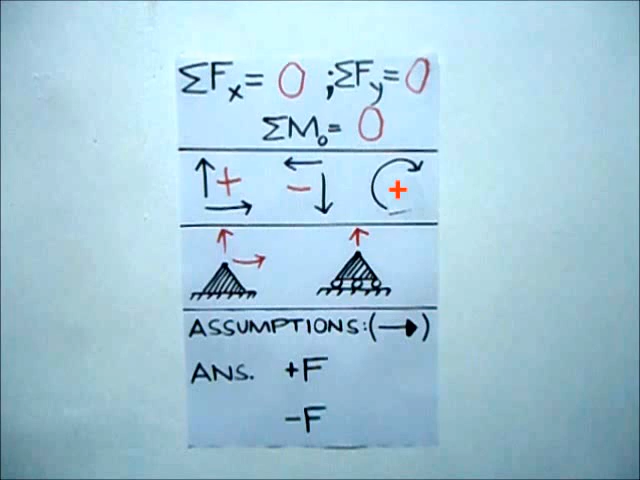 ΣFx = 0 ; ΣFy = 0
ΣMo = 0
+ − +
ASSUMPTIONS:(→)
ANS. +F
−F